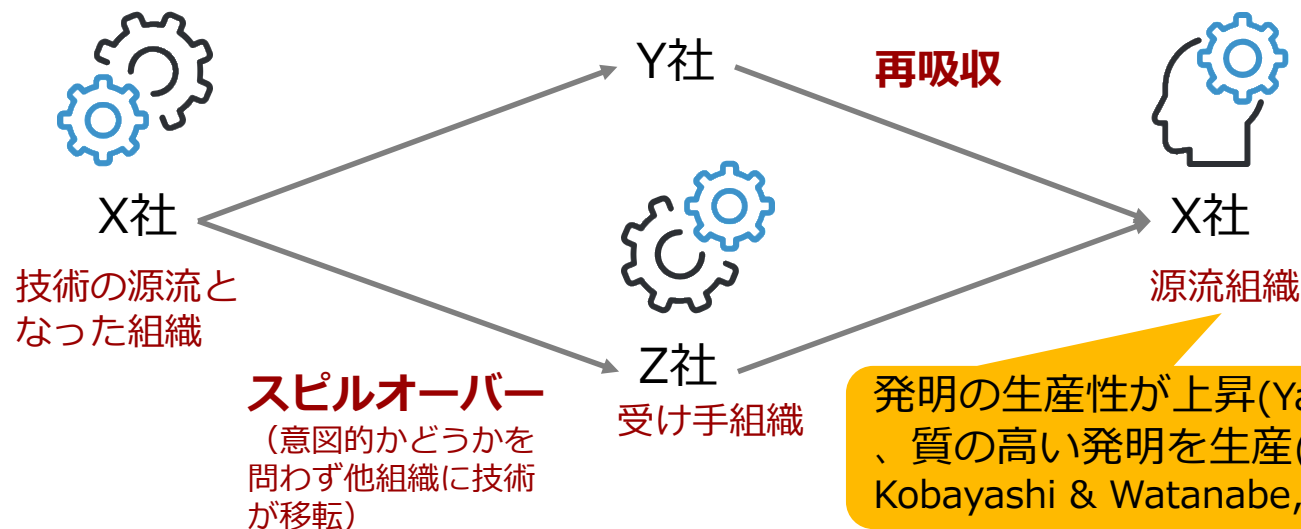 X社
技術の源流と
なった組織
スピルオーバー
（意図的かどうかを
問わず他組織に技術
が移転）
Y社
Z社
受け手組織
再吸収
X社
源流組織
発明の生産性が上昇(Ya
、質の高い発明を生産(
Kobayashi & Watanabe,